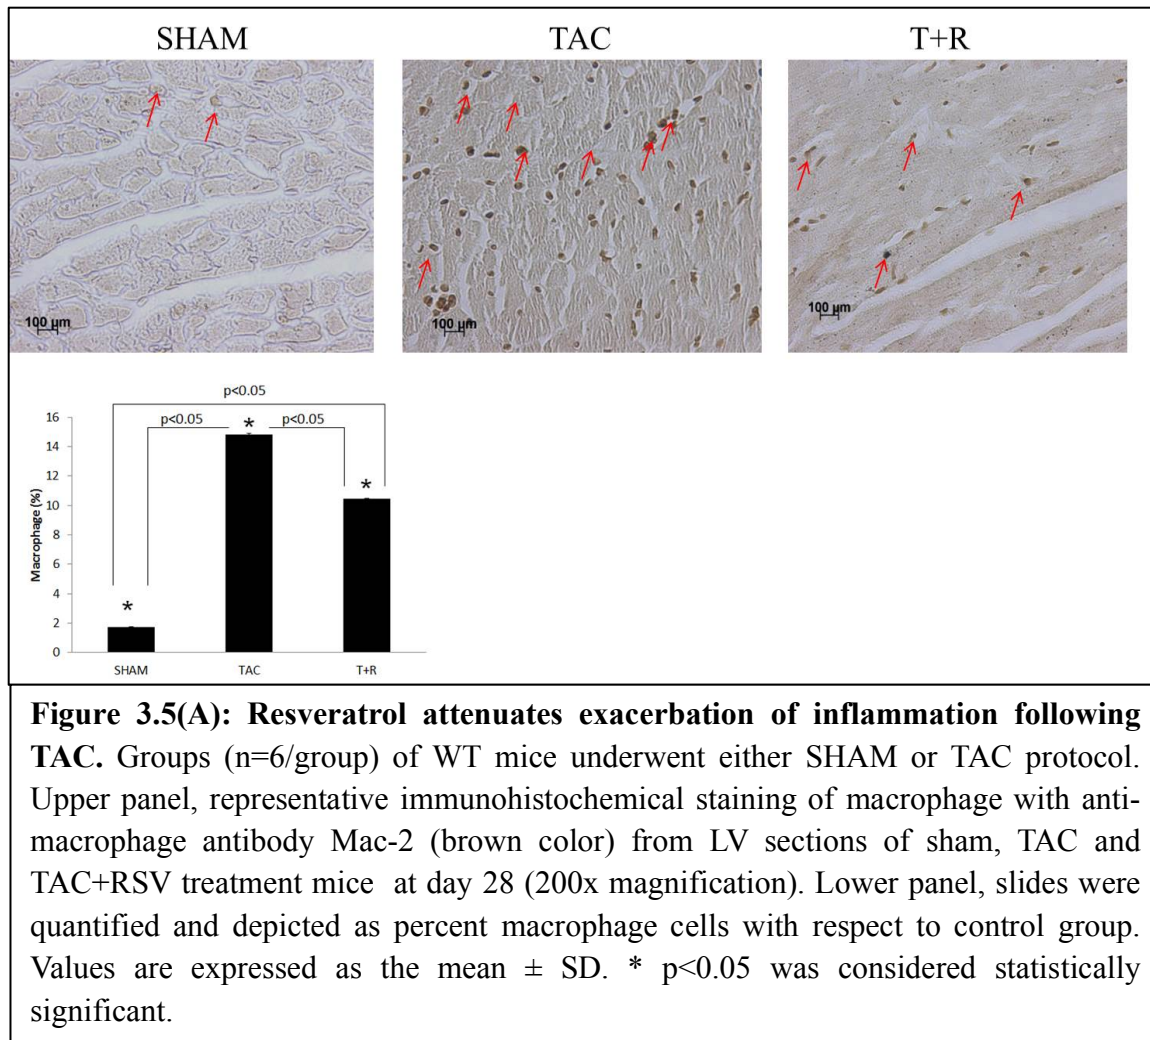 SHAM TAC T+R
100 µm 100 µm 100 µm
p<0.05
p<0.05 p<0.05
* * *
16
14
12
10
8
6
4
2
0
Macrophage (%)
SHAM TAC T+R
Figure 3.5(A): Resveratrol attenuates exacerbation of inflammation following
TAC. Groups (n=6/group) of WT mice underwent either SHAM or TAC protocol.
Upper panel, representative immunohistochemical staining of macrophage with anti-
macrophage antibody Mac-2 (brown color) from LV sections of sham, TAC and
TAC+RSV treatment mice at day 28 (200x magnification). Lower panel, slides were
quantified and depicted as percent macrophage cells with respect to control group.
Values are expressed as the mean ± SD. * p<0.05 was considered statistically
significant.